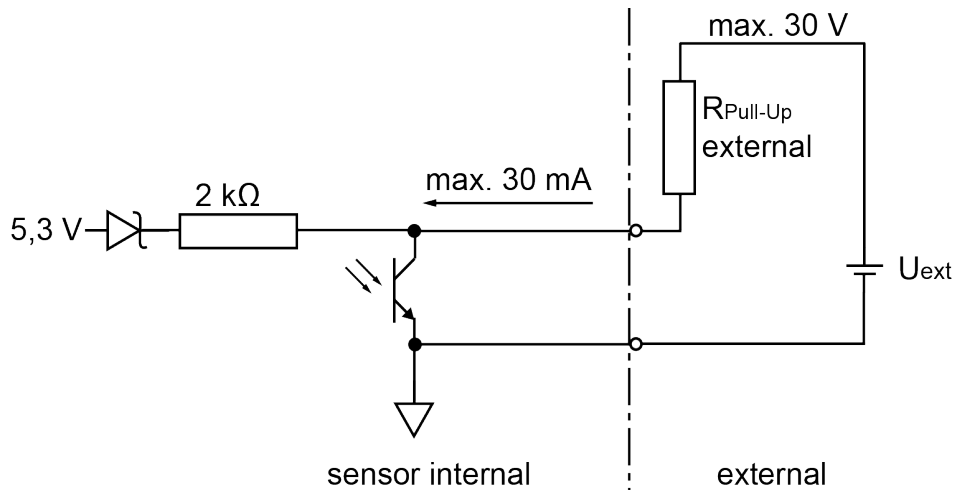 max. 30 V
RPull-Up
external
max. 30 mA
2 kΩ
5,3 V
Uext
sensor internal
external